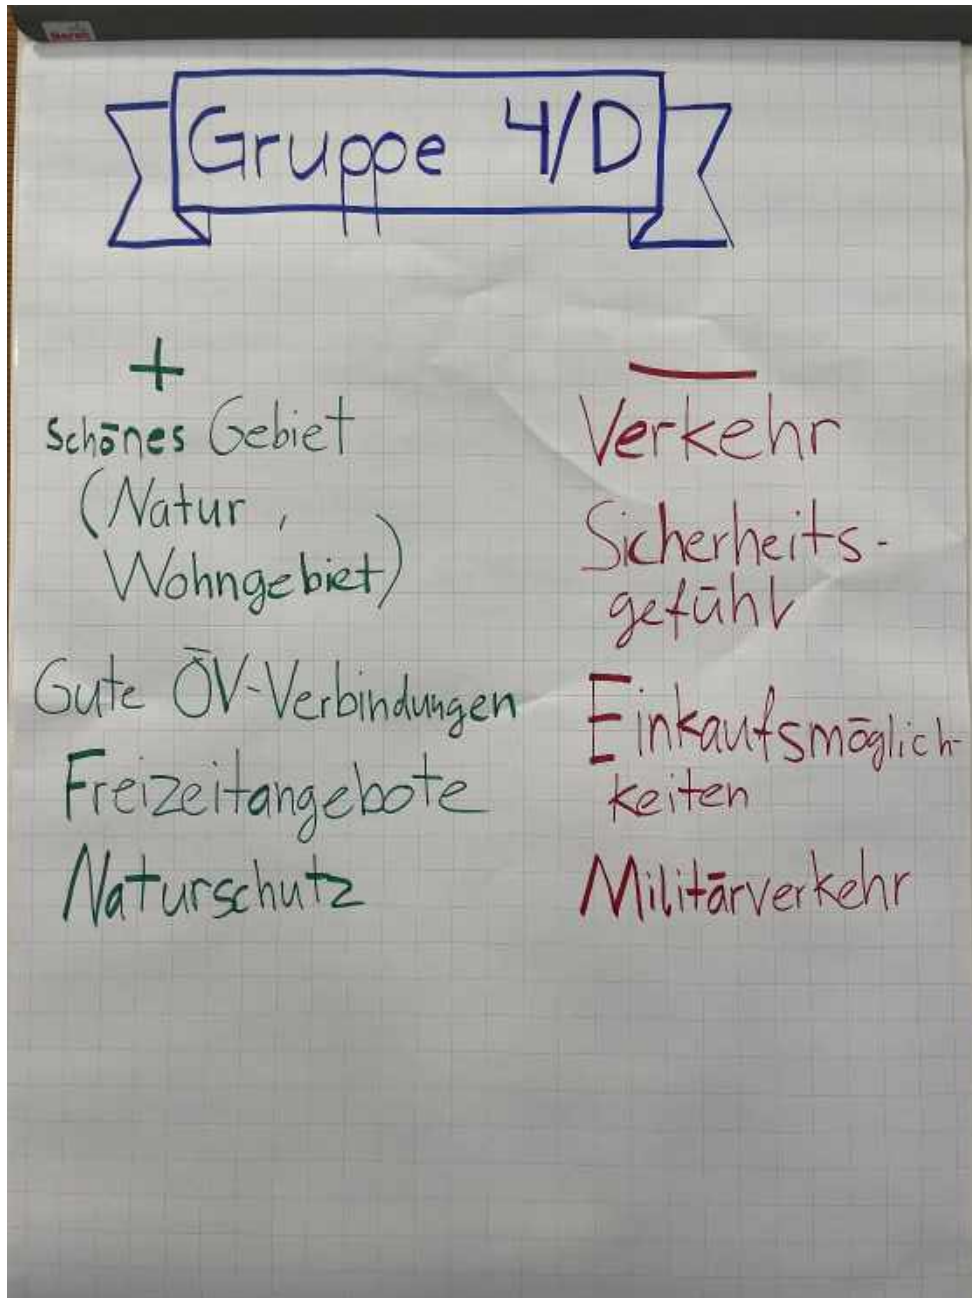 Gruppe 4/D
+
Schönes Gebiet
(Natur,
Wohngebiet)
Gute ÖV-Verbindungen
Freizeitangebote
Naturschutz
—
Verkehr
Sicherheits-
gefühl
Einkaufsmöglich-
keiten
Militärverkehr